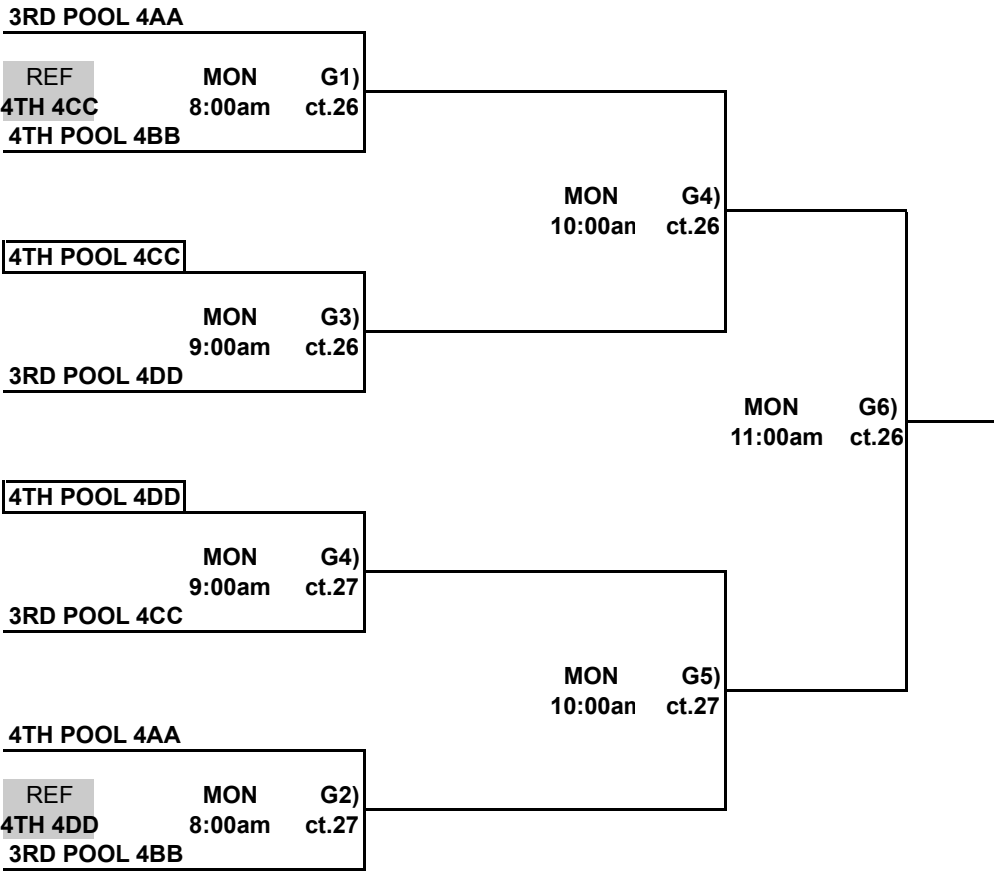 3RD POOL 4AA
REF MON G1)
4TH 4CC 8:00am ct.26
4TH POOL 4BB
MON G4)
10:00an ct.26
4TH POOL 4CC
MON G3)
9:00am ct.26
3RD POOL 4DD
MON G6)
11:00am ct.26
4TH POOL 4DD
MON G4)
9:00am ct.27
3RD POOL 4CC
MON G5)
10:00an ct.27
4TH POOL 4AA
REF MON G2)
4TH 4DD 8:00am ct.27
3RD POOL 4BB